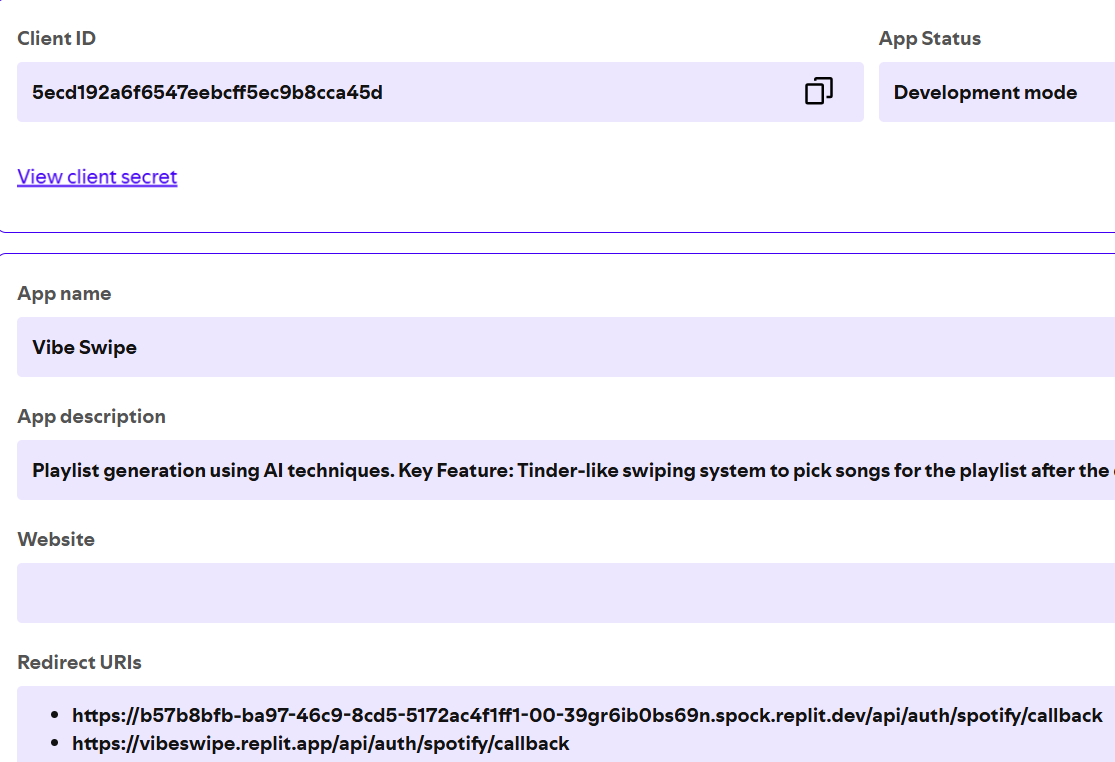 Client ID
App Status
5ecd192a6f6547eebcff5ec9b8cca45d
Development mode
View client secret
App name
Vibe Swipe
App description
Playlist generation using AI techniques. Key Feature: Tinder-like swiping system to pick songs for the playlist after the
Website
Redirect URIs
https://b57b8bfb-ba97-46c9-8cd5-5172ac4f1ff1-00-39gr6ib0bs69n.spock.replit.dev/api/auth/spotify/callback
https://vibeswipe.replit.app/api/auth/spotify/callback